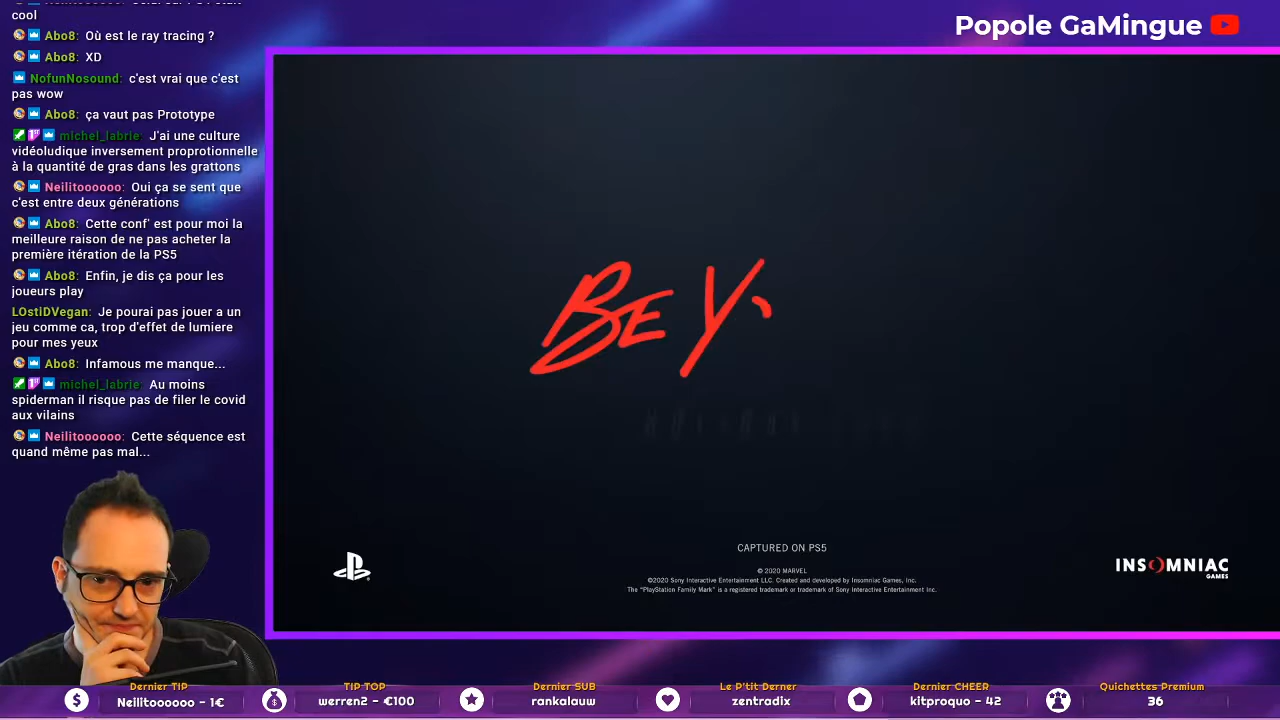 cool
Abo8: Où est le ray tracing ?
Abo8: XD
NofunNosound: c'est vrai que c'est
pas wow
Abo8: ça vaut pas Prototype
michel_labrie: J'ai une culture
vidéoludique inversement proprotionnelle
à la quantité de gras dans les grattons
Neilitoooooo: Oui ça se sent que
c'est entre deux générations
Abo8: Cette conf' est pour moi la
meilleure raison de ne pas acheter la
première itération de la PS5
Abo8: Enfin, je dis ça pour les
joueurs play
LOstiDVegan: Je pourai pas jouer a un
jeu comme ca, trop d'effet de lumiere
pour mes yeux
Abo8: Infamous me manque...
michel_labrie: Au moins
spiderman il risque pas de filer le covid
aux vilains
Neilitoooooo: Cette séquence est
quand même pas mal...
Popole GaMingue
BE Y
CAPTURED ON PS5
© 2020 MARVEL
©2020 Sony Interactive Entertainment LLC. Created and developed by Insomniac Games, Inc.
The "PlayStation Family Mark" is a registered trademark or trademark of Sony Interactive Entertainment Inc.
INSOMNIAC
GAMES
Dernier TIP
Neilitoooooo - 1€
TIP TOP
werren2 - €100
Dernier SUB
rankalauw
Le P'tit Derner
zentradix
Dernier CHEER
kitproquo - 42
Quichettes Premium
36